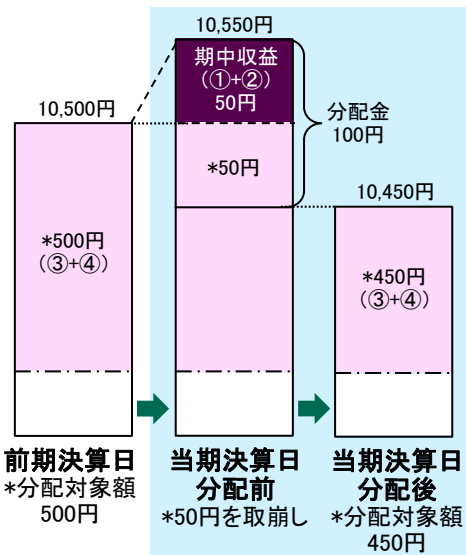 10,550円
期中収益
(①+②)
50円
10,500円
分配金
100円
*50円
10,450円
*500円
(③+④)
*450円
(③+④)
前期決算日
*分配対象額
500円
当期決算日
分配前
*50円を取崩し
当期決算日
分配後
*分配対象額
450円